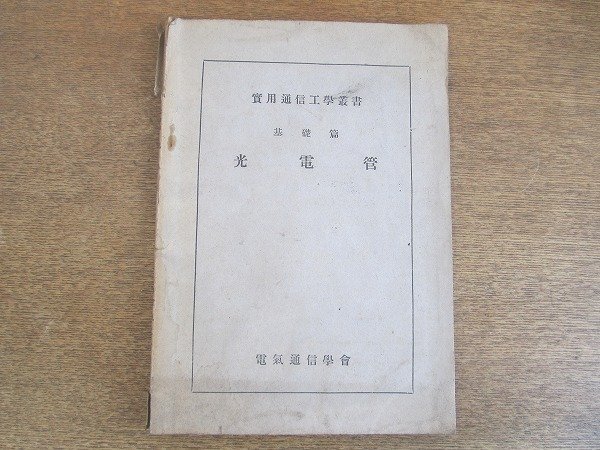 實用通信工學叢書
基礎篇
光電管
電氣通信學會